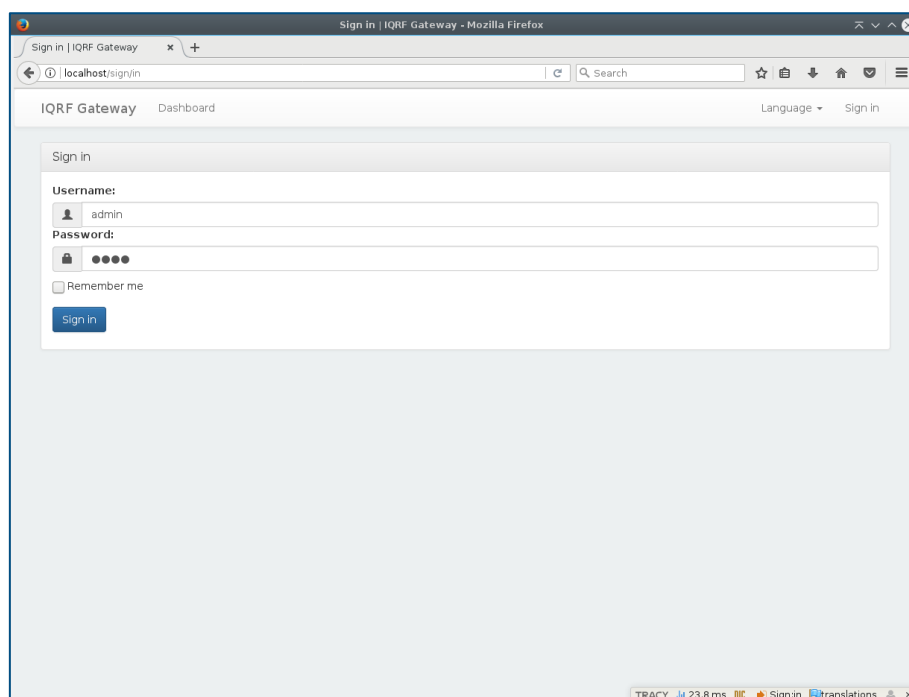 Sign in | IQRF Gateway - Mozilla Firefox
Sign in | IQRF Gateway
localhost/sign/in
Search
IQRF Gateway Dashboard Language Sign in
Sign in
Username:
admin
Password:
●●●●
Remember me
Sign in
TRACY 23.8 ms Sign:in translations